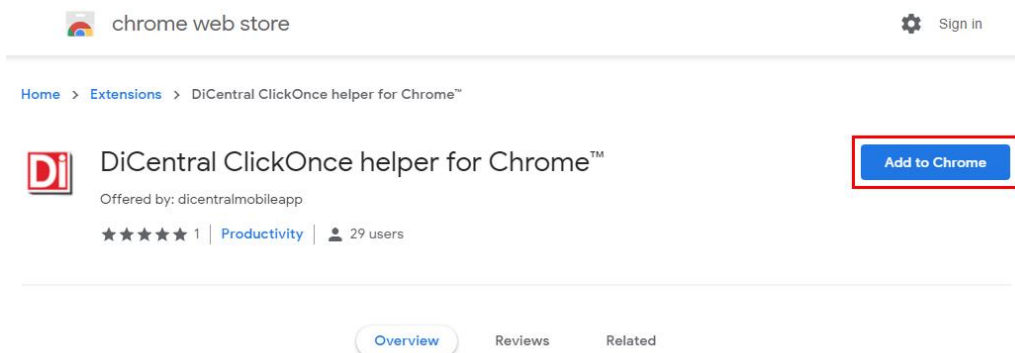 chrome web store
Sign in
Home > Extensions > DiCentral ClickOnce helper for Chrome™
Di
DiCentral ClickOnce helper for Chrome™
Add to Chrome
Offered by: dicentralmobileapp
★★★★★ 1 | Productivity | 29 users
Overview
Reviews
Related